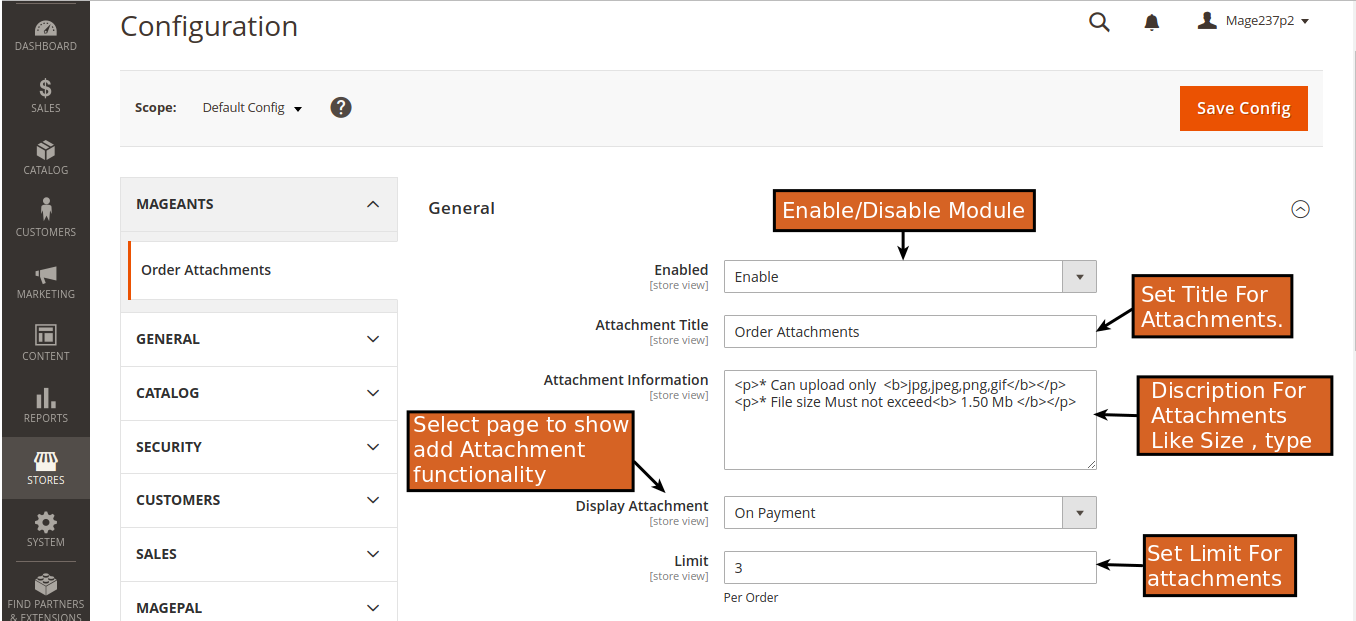 Configuration
Mage237p2
DASHBOARD
SALES
CATALOG
CUSTOMERS
MARKETING
CONTENT
REPORTS
STORES
SYSTEM
FIND PARTNERS
& EXTENSIONS
Scope:
Default Config
?
Save Config
MAGEANTS
Order Attachments
GENERAL
CATALOG
SECURITY
CUSTOMERS
SALES
MAGEPAL
General
Enable/Disable Module
Enabled
[store view]
Enable
Attachment Title
[store view]
Order Attachments
Set Title For
Attachments.
Attachment Information
[store view]
<p>* Can upload only  <b>jpg,jpeg,png,gif</b></p>
<p>* File size Must not exceed<b> 1.50 Mb </b></p>
Discription For
Attachments
Like Size , type
Select page to show
add Attachment
functionality
Display Attachment
[store view]
On Payment
Limit
[store view]
3
Per Order
Set Limit For
attachments